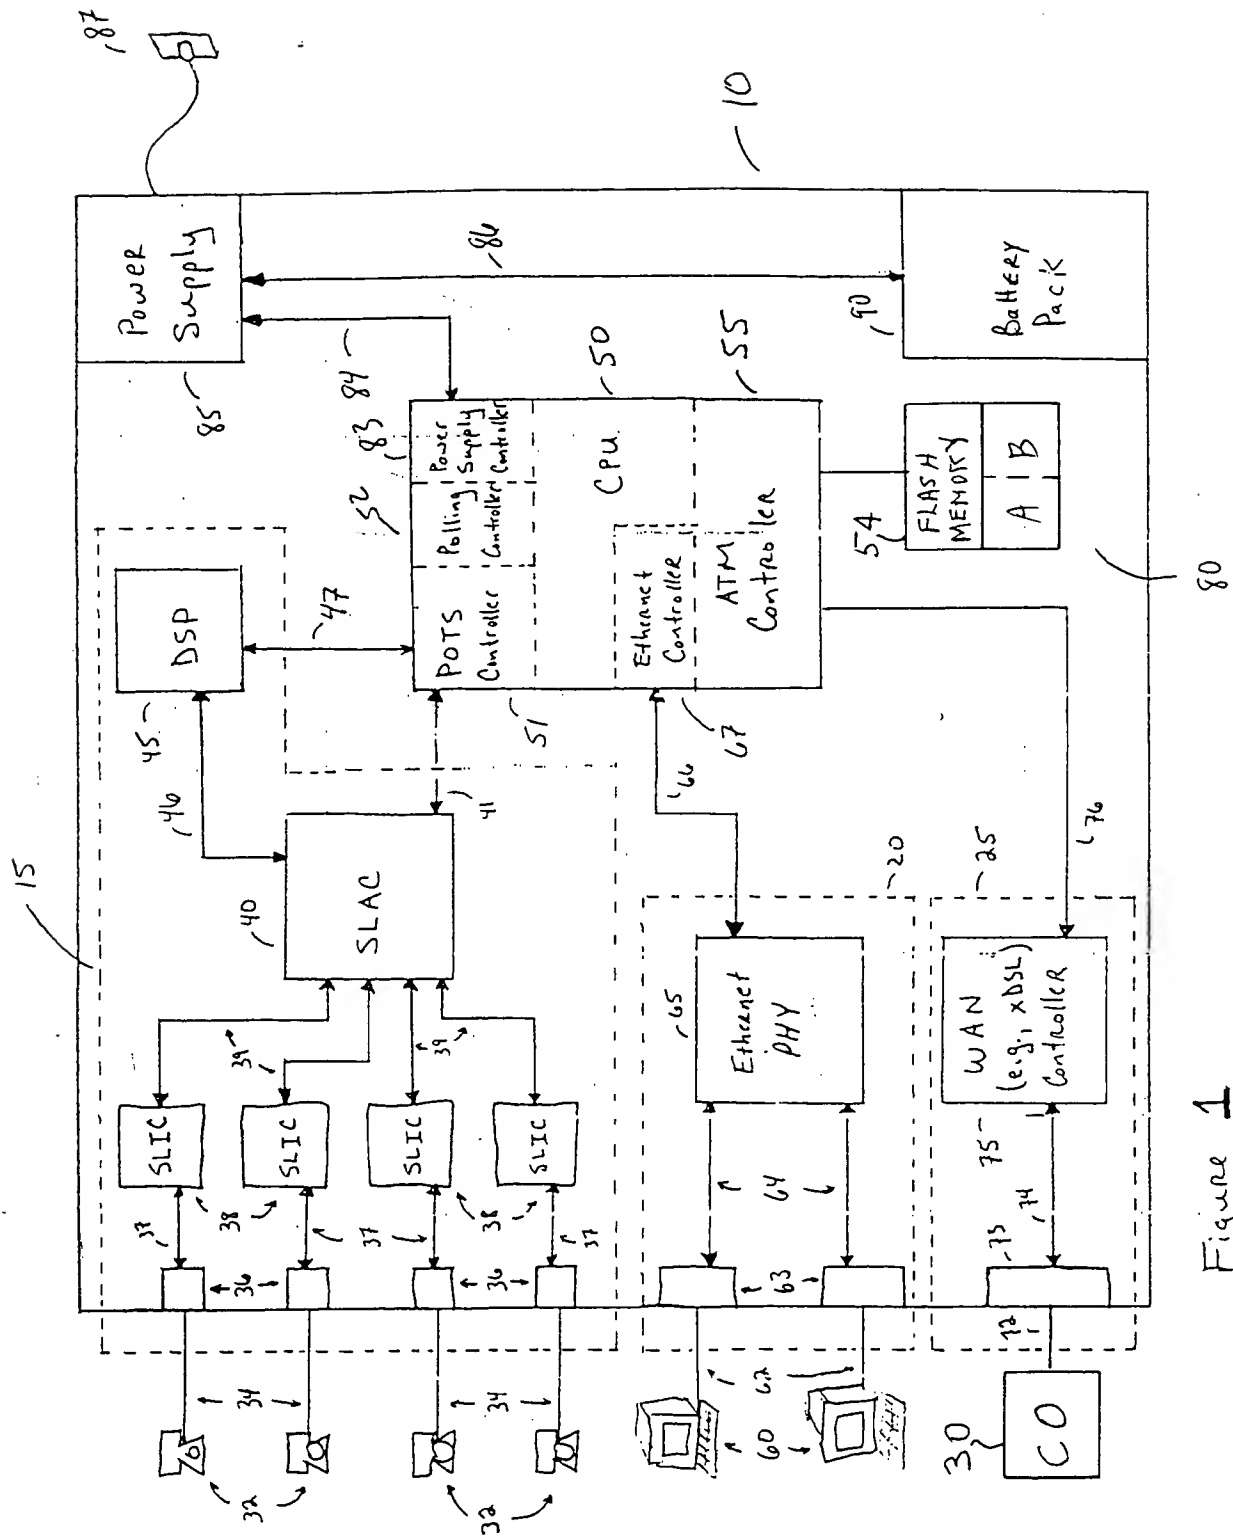 32
32
34
34
36
36
37
37
37
38
38
SLIC
SLIC
SLIC
SLIC
39
39
39
SLAC
40
41
15
DSP
45
46
47
60
62
63
64
65
Ethernet
PHY
66
20
30
CO
72
73
74
75
WAN
(e.g., xDSL)
Controller
76
25
POTS
Controller
51
Polling
Controller
52
Power
Supply
Controller
83
CPU
50
Ethernet
Controller
67
ATM
Controller
55
FLASH
MEMORY
A B
54
80
84
85
Power
Supply
86
87
90
Battery
Pack
10
Figure 1